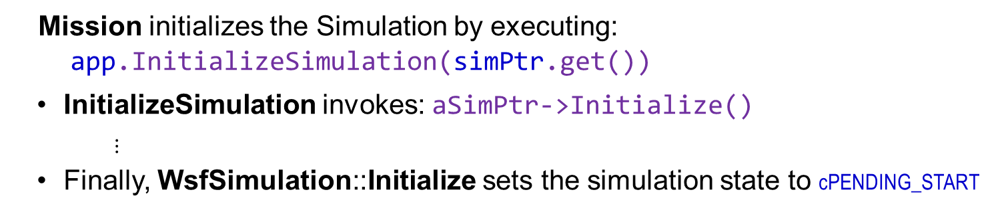 Mission initializes the Simulation by executing:
app.InitializeSimulation(simPtr.get())
• InitializeSimulation invokes: aSimPtr->Initialize()
⋮
• Finally, WsfSimulation::Initialize sets the simulation state to cPENDING_START